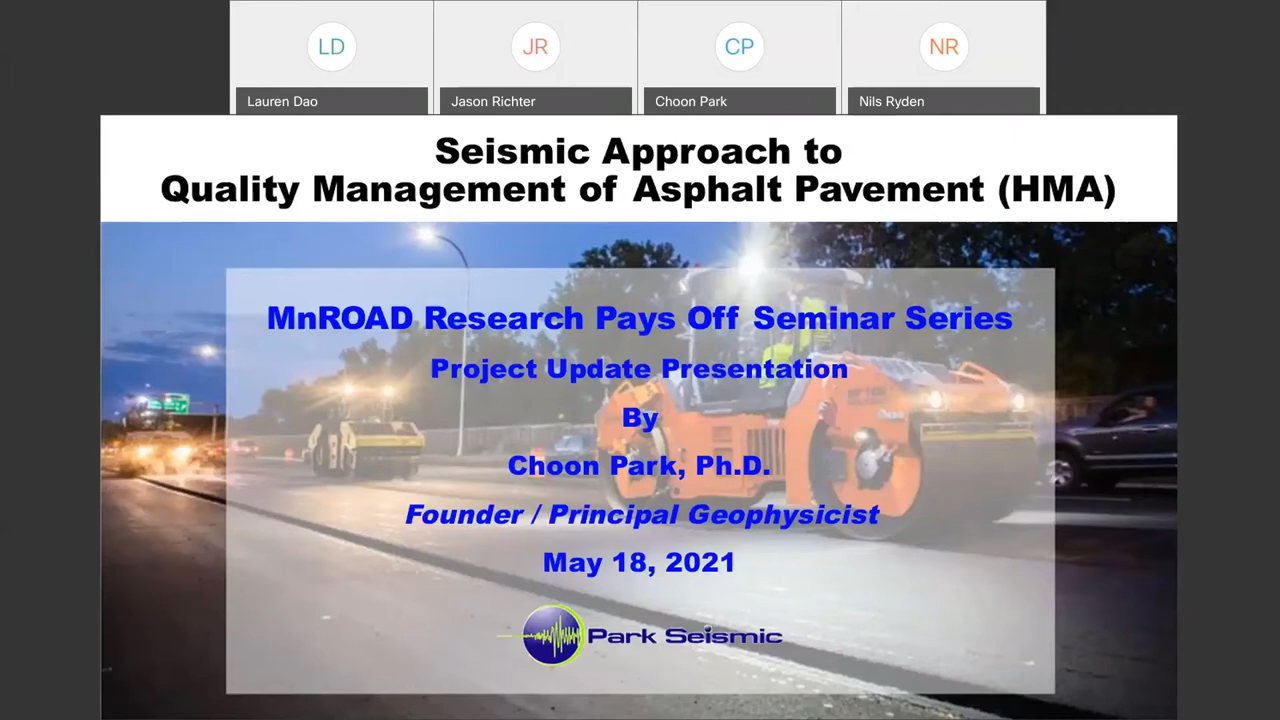 LD
JR
CP
NR
Lauren Dao
Jason Richter
Choon Park
Nils Ryden
Seismic Approach to
Quality Management of Asphalt Pavement (HMA)
MnROAD Research Pays Off Seminar Series
Project Update Presentation
By
Choon Park, Ph.D.
Founder / Principal Geophysicist
May 18, 2021
Park Seismic